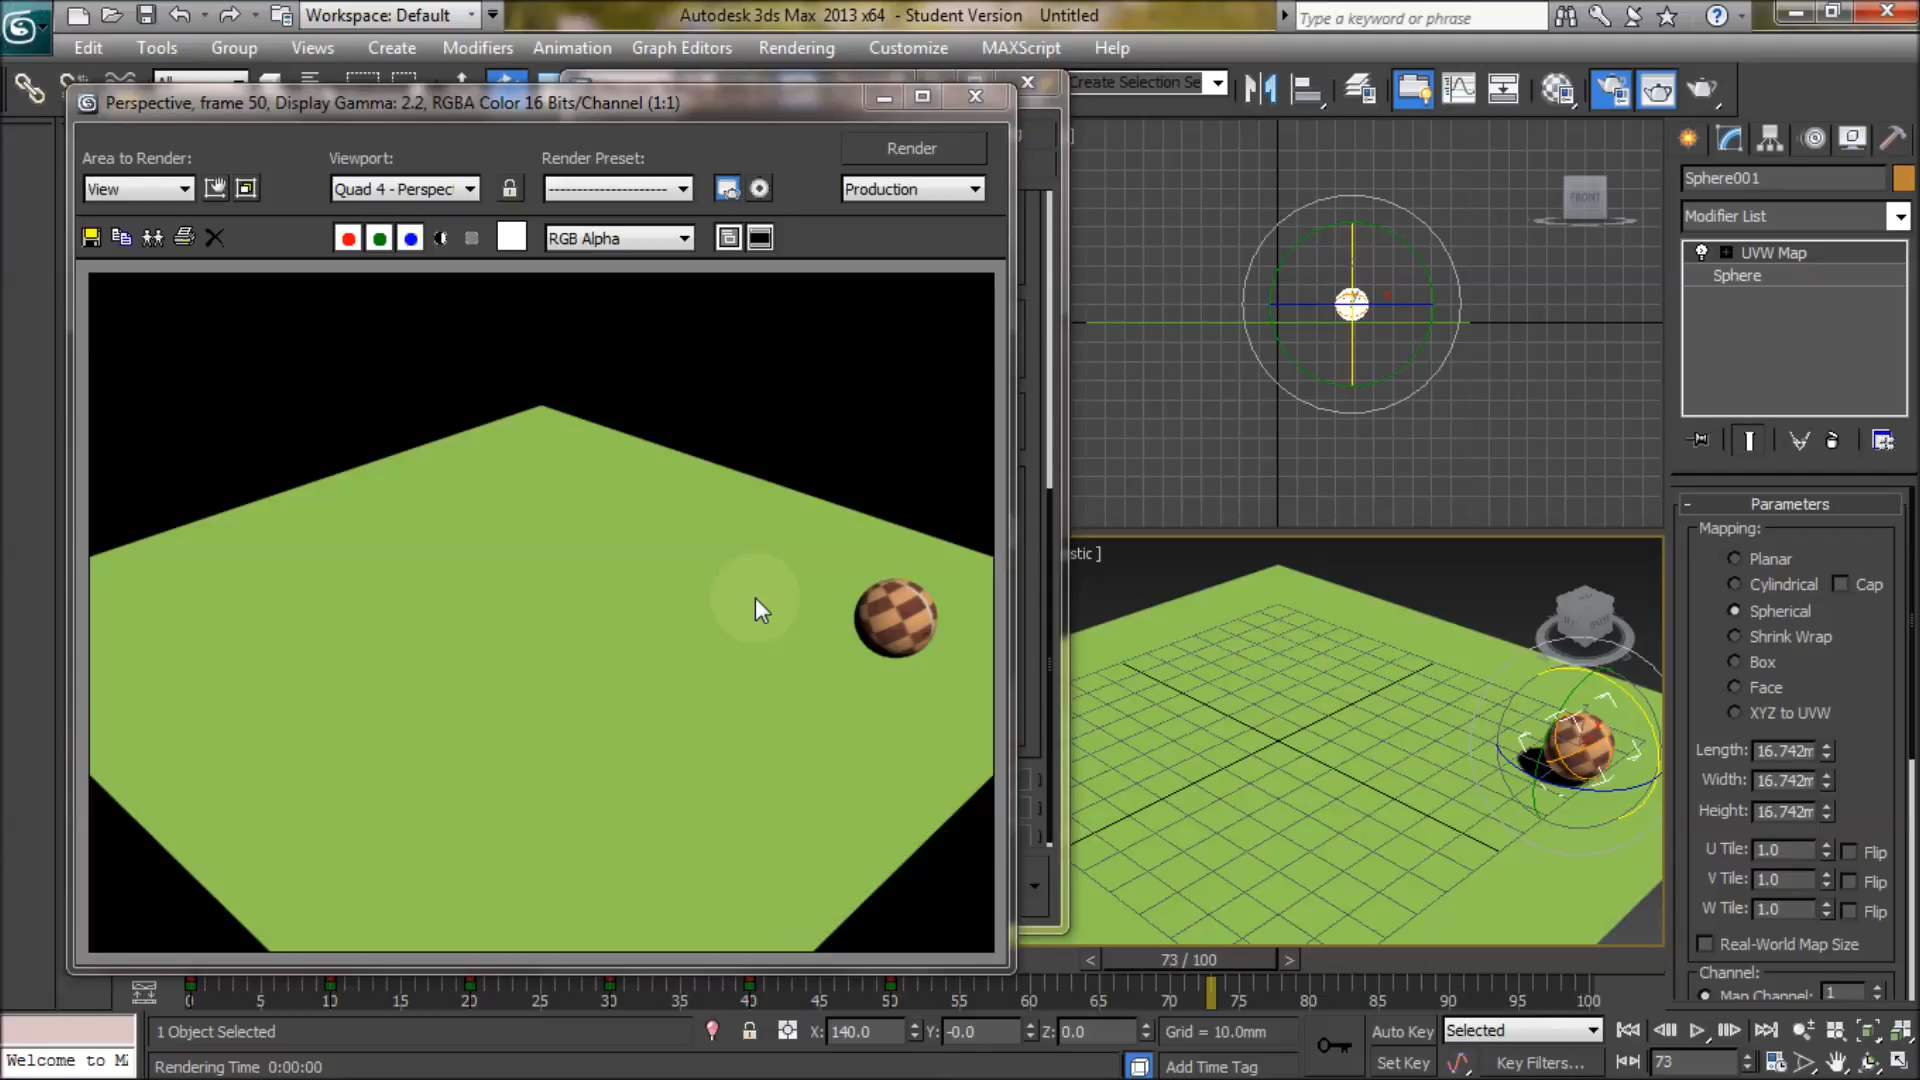 Workspace: Default
Autodesk 3ds Max 2013 x64 - Student Version Untitled
Type a keyword or phrase
Edit Tools Group Views Create Modifiers Animation Graph Editors Rendering Customize MAXScript Help
All
Create Selection Se
Perspective, frame 50, Display Gamma: 2.2, RGBA Color 16 Bits/Channel (1:1)
Area to Render:
Viewport:
Render Preset:
Render
View
Quad 4 - Perspect
Production
RGB Alpha
FRONT
Sphere001
Modifier List
UVW Map
Sphere
Parameters
Mapping:
Planar
Cylindrical Cap
Spherical
Shrink Wrap
Box
Face
XYZ to UVW
Length: 16.742m
Width: 16.742m
Height: 16.742m
U Tile: 1.0 Flip
V Tile: 1.0 Flip
W Tile: 1.0 Flip
Real-World Map Size
Channel:
Map Channel: 1
stic ]
< 73 / 100 >
0 5 10 15 20 25 30 35 40 45 50 55 60 65 70 75 80 85 90 95 100
1 Object Selected
X: 140.0 Y: -0.0 Z: 0.0
Grid = 10.0mm
Auto Key
Selected
Welcome to MA
Rendering Time 0:00:00
Add Time Tag
Set Key
Key Filters...
73